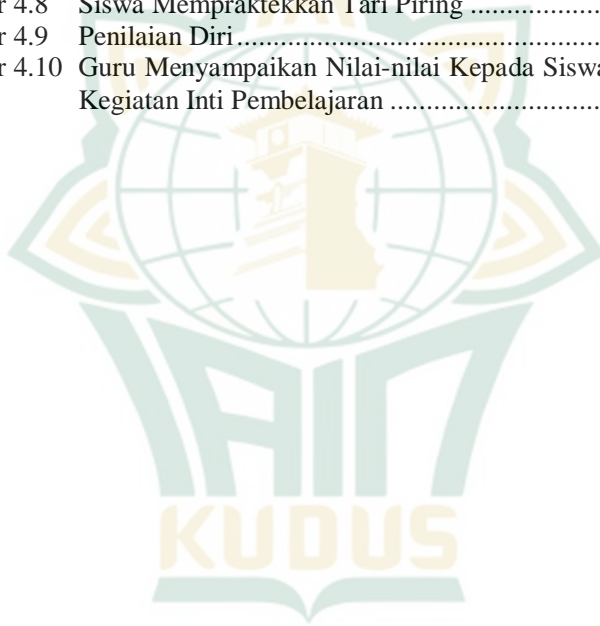 r 4.8 Siswa Mempraktekkan Tari Piring ..................
r 4.9 Penilaian Diri ..................................................
r 4.10 Guru Menyampaikan Nilai-nilai Kepada Siswa
Kegiatan Inti Pembelajaran .............................
IAIN
KUDUS